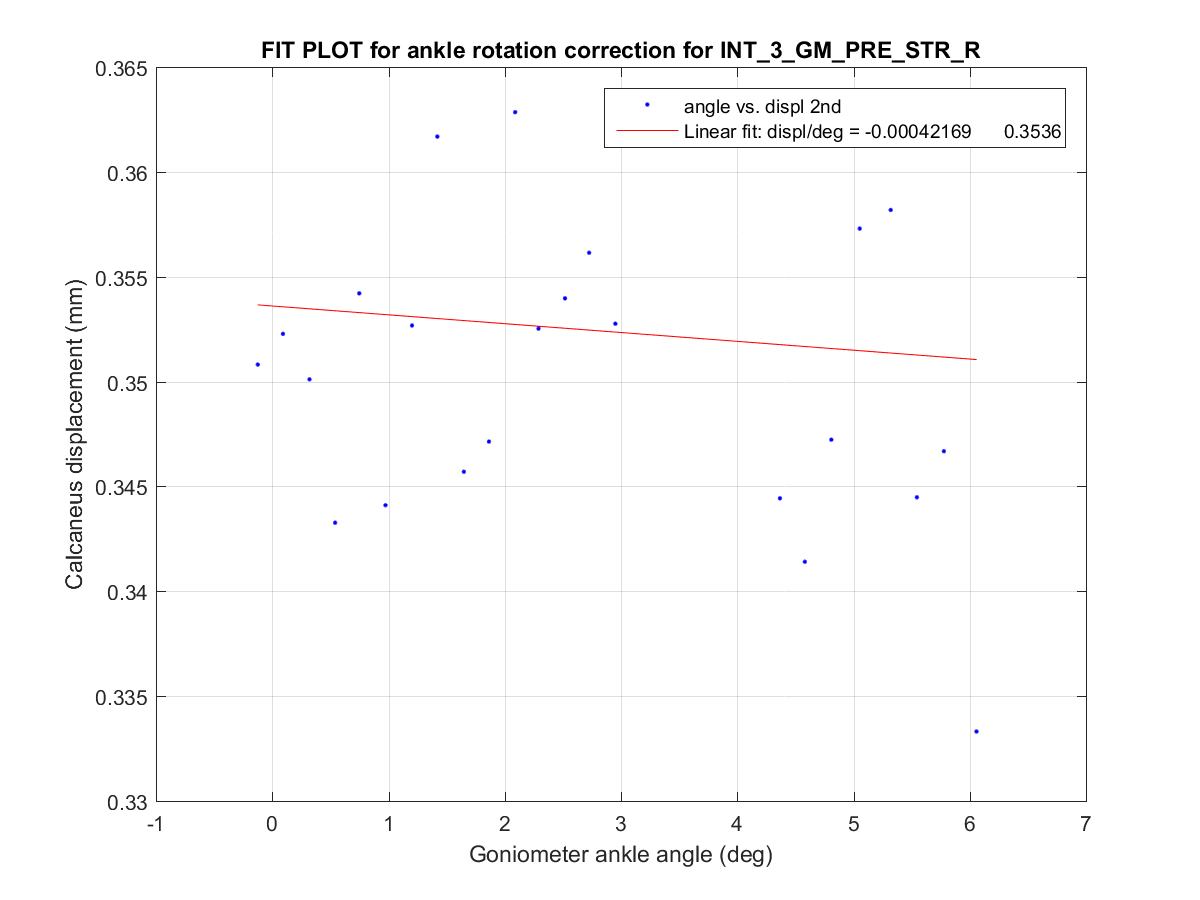 FIT PLOT for ankle rotation correction for INT_3_GM_PRE_STR_R
angle vs. displ 2nd
Linear fit: displ/deg = -0.00042169 0.3536
0.365
0.36
0.355
0.35
0.345
0.34
0.335
0.33
Calcaneus displacement (mm)
-1 0 1 2 3 4 5 6 7
Goniometer ankle angle (deg)